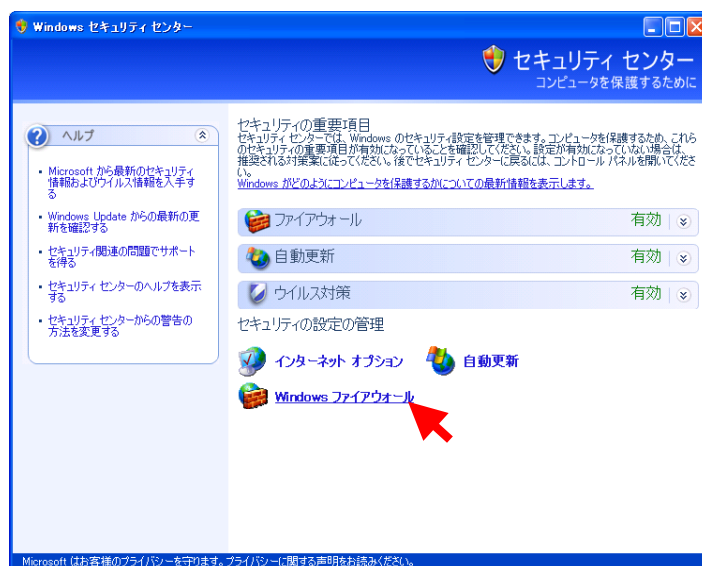 Windows セキュリティ センター
セキュリティ センター
コンピュータを保護するために
ヘルプ
Microsoft から最新のセキュリティ
情報およびウイルス情報を入手す
る
Windows Update からの最新の更
新を確認する
セキュリティ関連の問題でサポート
を得る
セキュリティ センターのヘルプを表示
する
セキュリティ センターからの警告の
方法を変更する
セキュリティの重要項目
セキュリティ センターでは、Windows のセキュリティ設定を管理できます。コンピュータを保護するため、これら
のセキュリティの重要項目が有効になっていることを確認してください。設定が有効になっていない場合は、
推奨される対策案に従ってください。後でセキュリティ センターに戻るには、コントロール パネルを開いてくださ
い。
Windows がどのようにコンピュータを保護するかについての最新情報を表示します。
ファイアウォール 有効
自動更新 有効
ウイルス対策 有効
セキュリティの設定の管理
インターネット オプション 自動更新
Windows ファイアウォール
Microsoft はお客様のプライバシーを守ります。プライバシーに関する声明をお読みください。